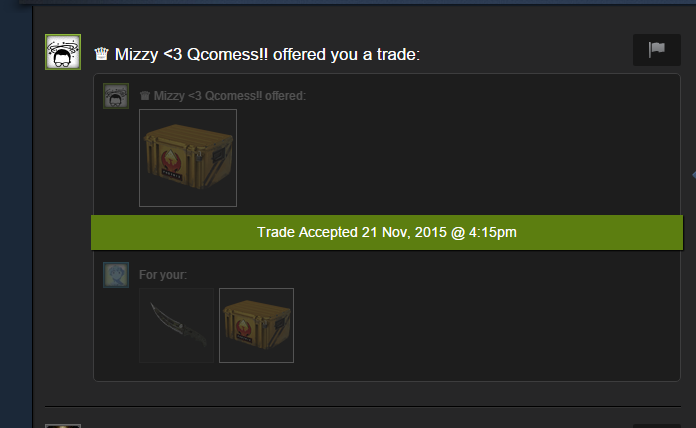 ♕ Mizzy <3 Qcomess!! offered you a trade:
♕ Mizzy <3 Qcomess!! offered:
Trade Accepted 21 Nov, 2015 @ 4:15pm
For your: